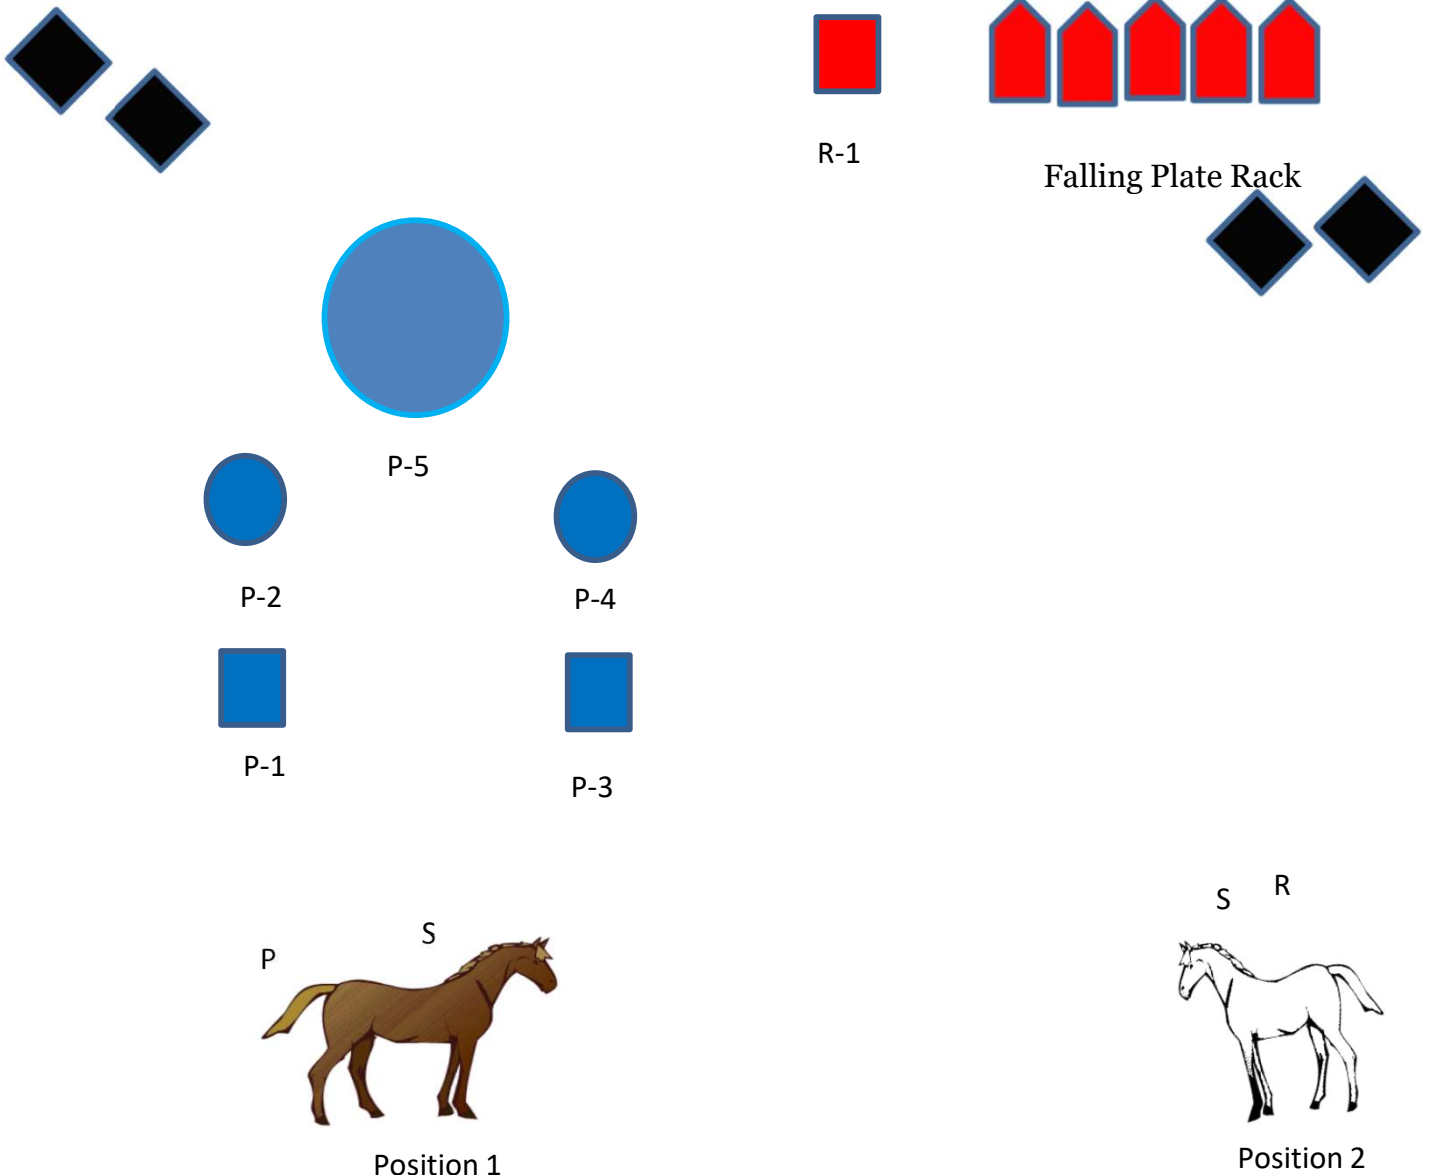 R-1
Falling Plate Rack
P-5
P-2
P-4
P-1
P-3
S
R
P
S
Position 1
Position 2